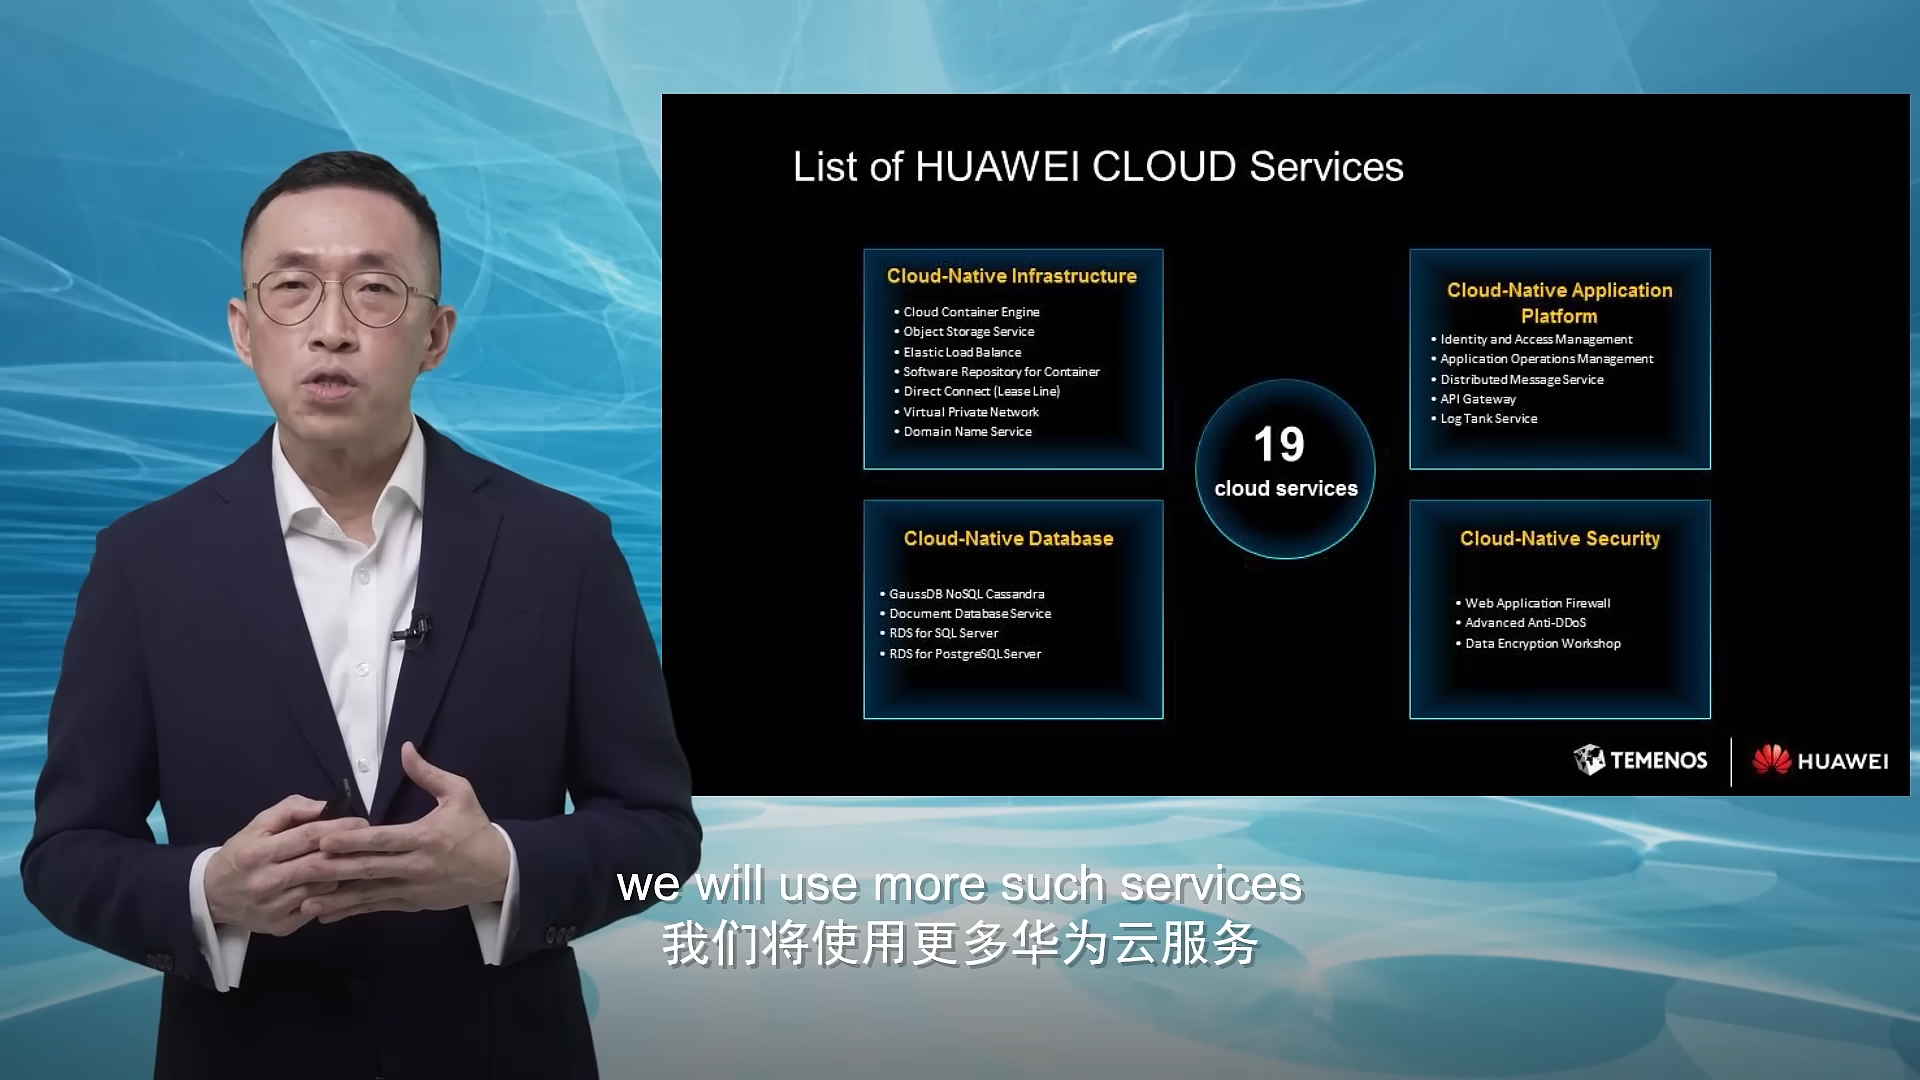 List of HUAWEI CLOUD Services
Cloud-Native Infrastructure
• Cloud Container Engine
• Object Storage Service
• Elastic Load Balance
• Software Repository for Container
• Direct Connect (Lease Line)
• Virtual Private Network
• Domain Name Service
Cloud-Native Application
Platform
• Identity and Access Management
• Application Operations Management
• Distributed Message Service
• API Gateway
• Log Tank Service
19
cloud services
Cloud-Native Database
• GaussDB NoSQL Cassandra
• Document Database Service
• RDS for SQL Server
• RDS for PostgreSQL Server
Cloud-Native Security
• Web Application Firewall
• Advanced Anti-DDoS
• Data Encryption Workshop
TEMENOS
HUAWEI
we will use more such services
我们将使用更多华为云服务